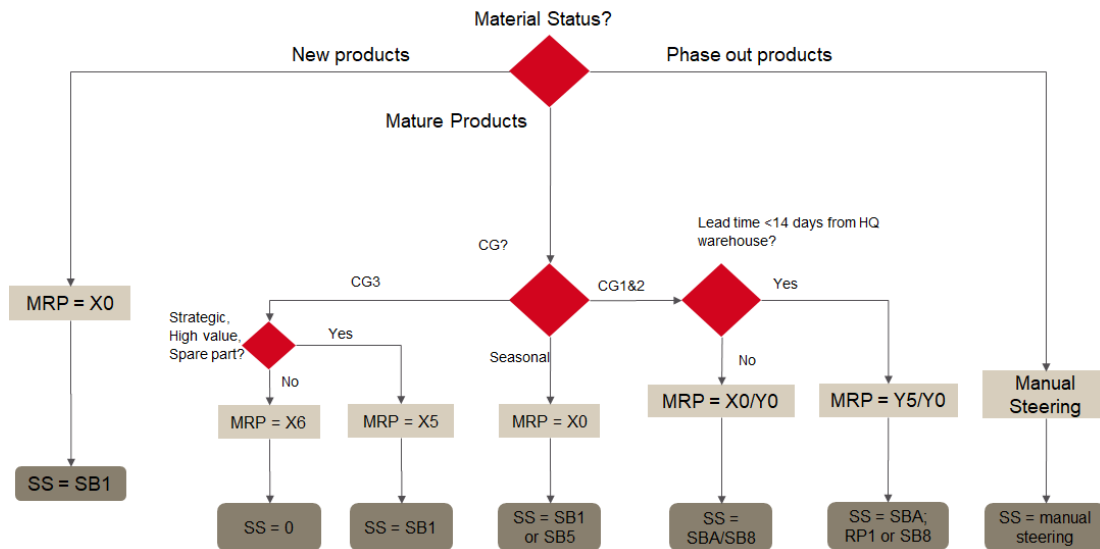 Material Status?
New products
Phase out products
Mature Products
Lead time <14 days from HQ
warehouse?
CG?
CG3
CG1&2
Yes
MRP = X0
Strategic,
High value,
Spare part?
Yes
Seasonal
No
No
MRP = X6
MRP = X5
MRP = X0
MRP = X0/Y0
MRP = Y5/Y0
Manual
Steering
SS = SB1
SS = 0
SS = SB1
SS = SB1
or SB5
SS =
SBA/SB8
SS = SBA;
RP1 or SB8
SS = manual
steering